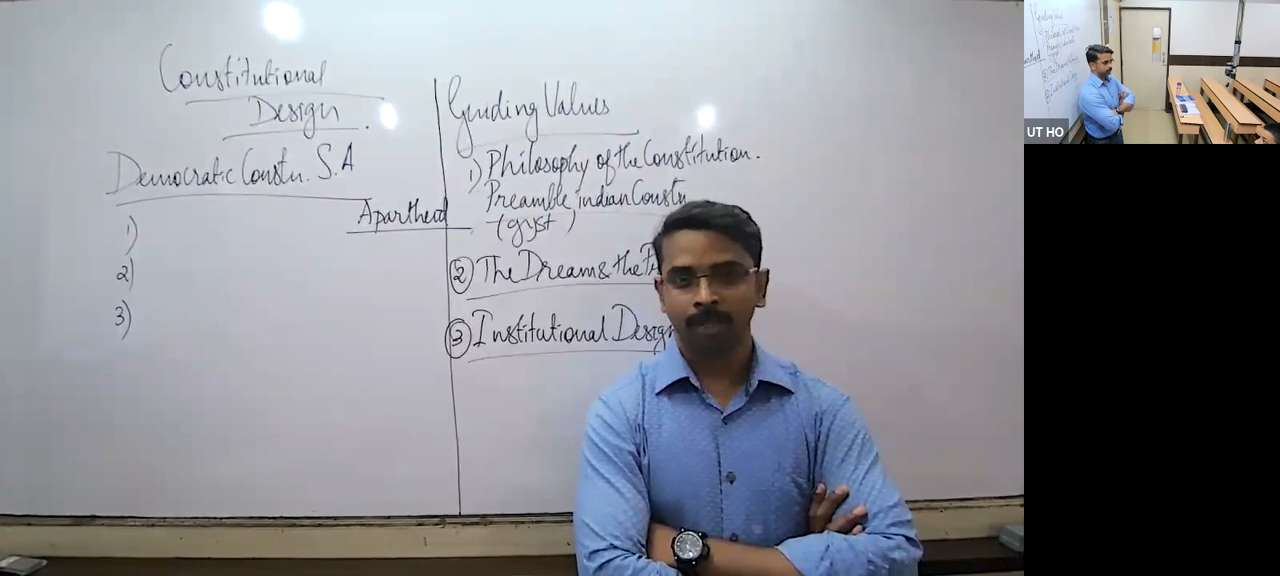 Constitutional
Design.
Democratic Constn. S.A
Apartheid
1)
2)
3)
Guiding Values
1) Philosophy of the Constitution.
Preamble indian Constn
(gyst)
② The Dream & the
③ Institutional Design
UT HO